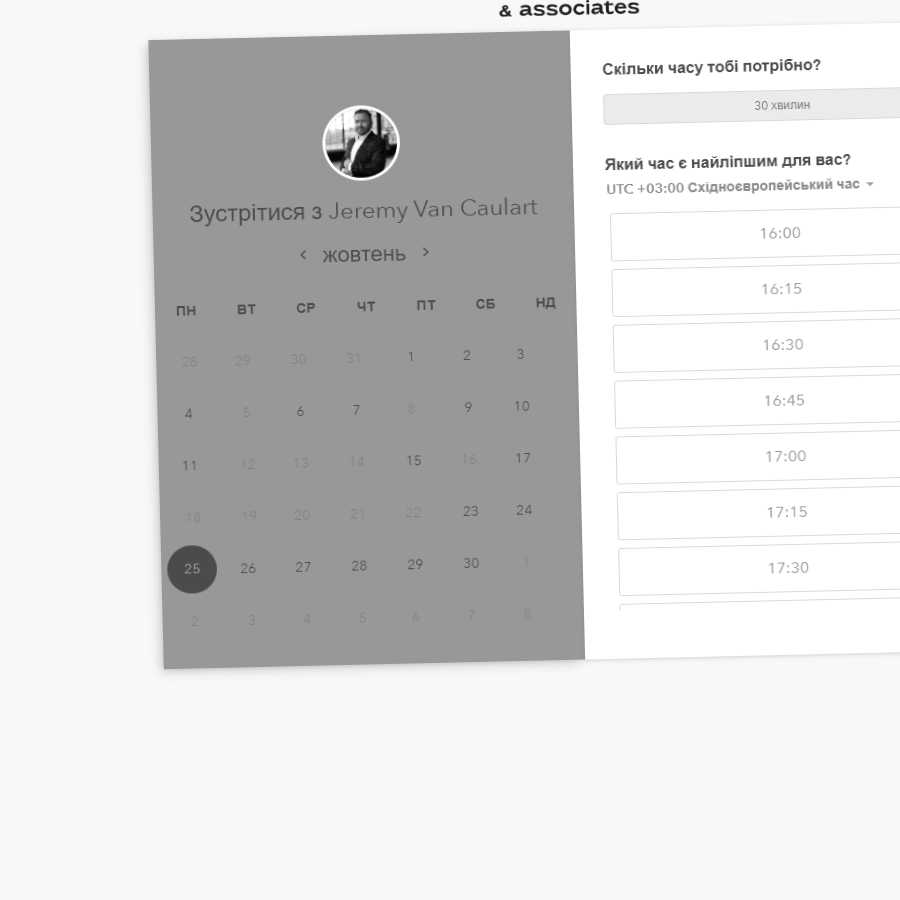 & associates
Зустрітися з Jeremy Van Caulart
жовтень
ПН ВТ СР ЧТ ПТ СБ НД
28 29 30 31 1 2 3
4 5 6 7 8 9 10
11 12 13 14 15 16 17
18 19 20 21 22 23 24
25 26 27 28 29 30 1
2 3 4 5 6 7 8
Скільки часу тобі потрібно?
30 хвилин
Який час є найліпшим для вас?
UTC +03:00 Східноєвропейський час
16:00
16:15
16:30
16:45
17:00
17:15
17:30